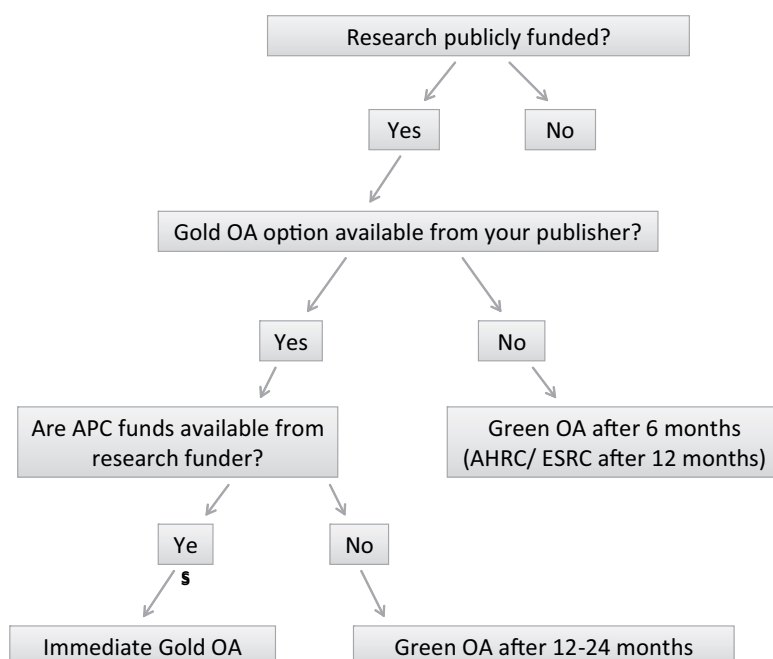 Research publicly funded?
Yes
No
Gold OA option available from your publisher?
Yes
No
Are APC funds available from
research funder?
Green OA after 6 months
(AHRC/ ESRC after 12 months)
Ye
s
No
Immediate Gold OA
Green OA after 12-24 months